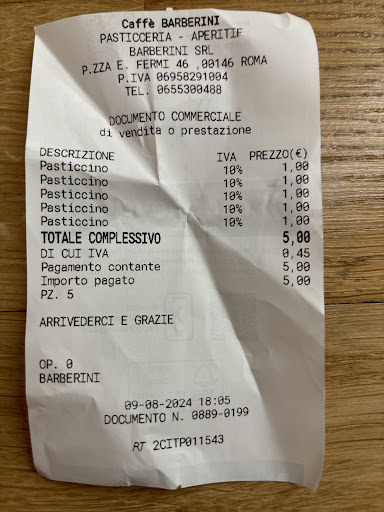 Caffè BARBERINI
PASTICCERIA - APERITIF
BARBERINI SRL
P.ZZA E. FERMI 46 ,00146 ROMA
P.IVA 06958291004
TEL. 0655300488
DOCUMENTO COMMERCIALE
di vendita o prestazione
DESCRIZIONE IVA PREZZO(€)
Pasticcino 10% 1,00
Pasticcino 10% 1,00
Pasticcino 10% 1,00
Pasticcino 10% 1,00
Pasticcino 10% 1,00
TOTALE COMPLESSIVO 5,00
DI CUI IVA 0,45
Pagamento contante 5,00
Importo pagato 5,00
PZ. 5
ARRIVEDERCI E GRAZIE
OP. 0
BARBERINI
09-08-2024 18:05
DOCUMENTO N. 0889-0199
RT 2CITP011543